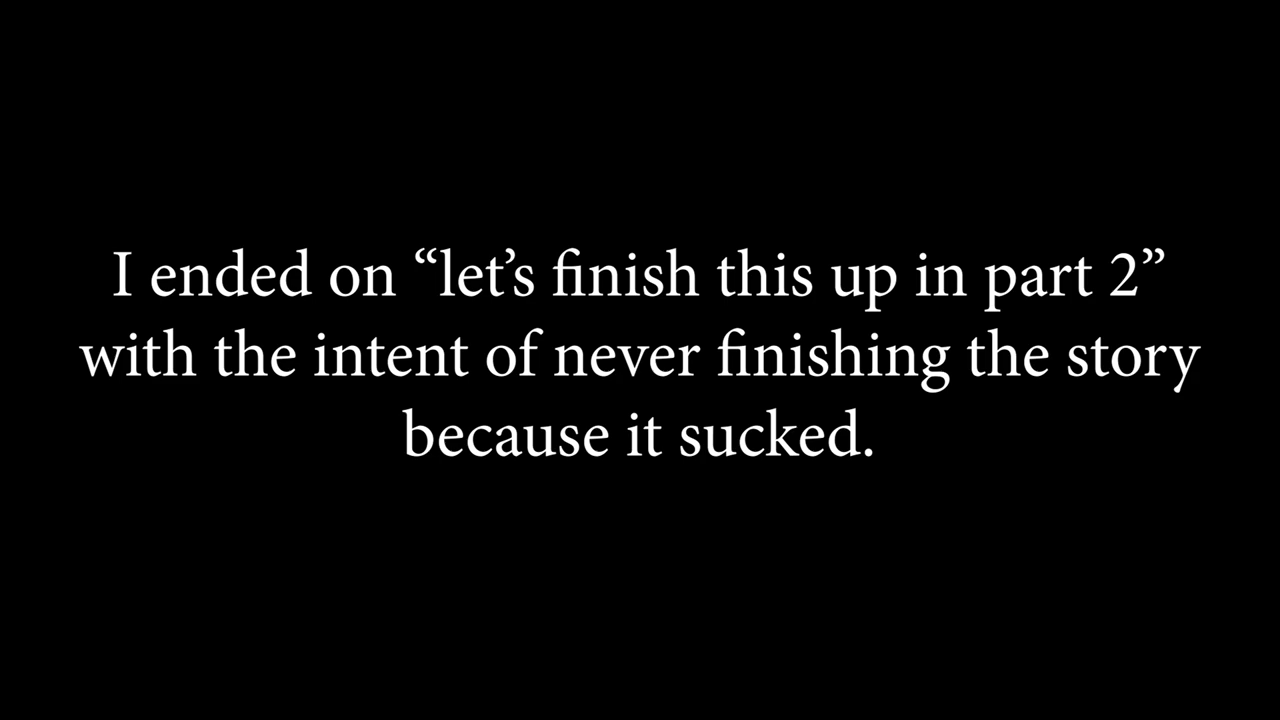 I ended on “let’s finish this up in part 2”
with the intent of never finishing the story
because it sucked.